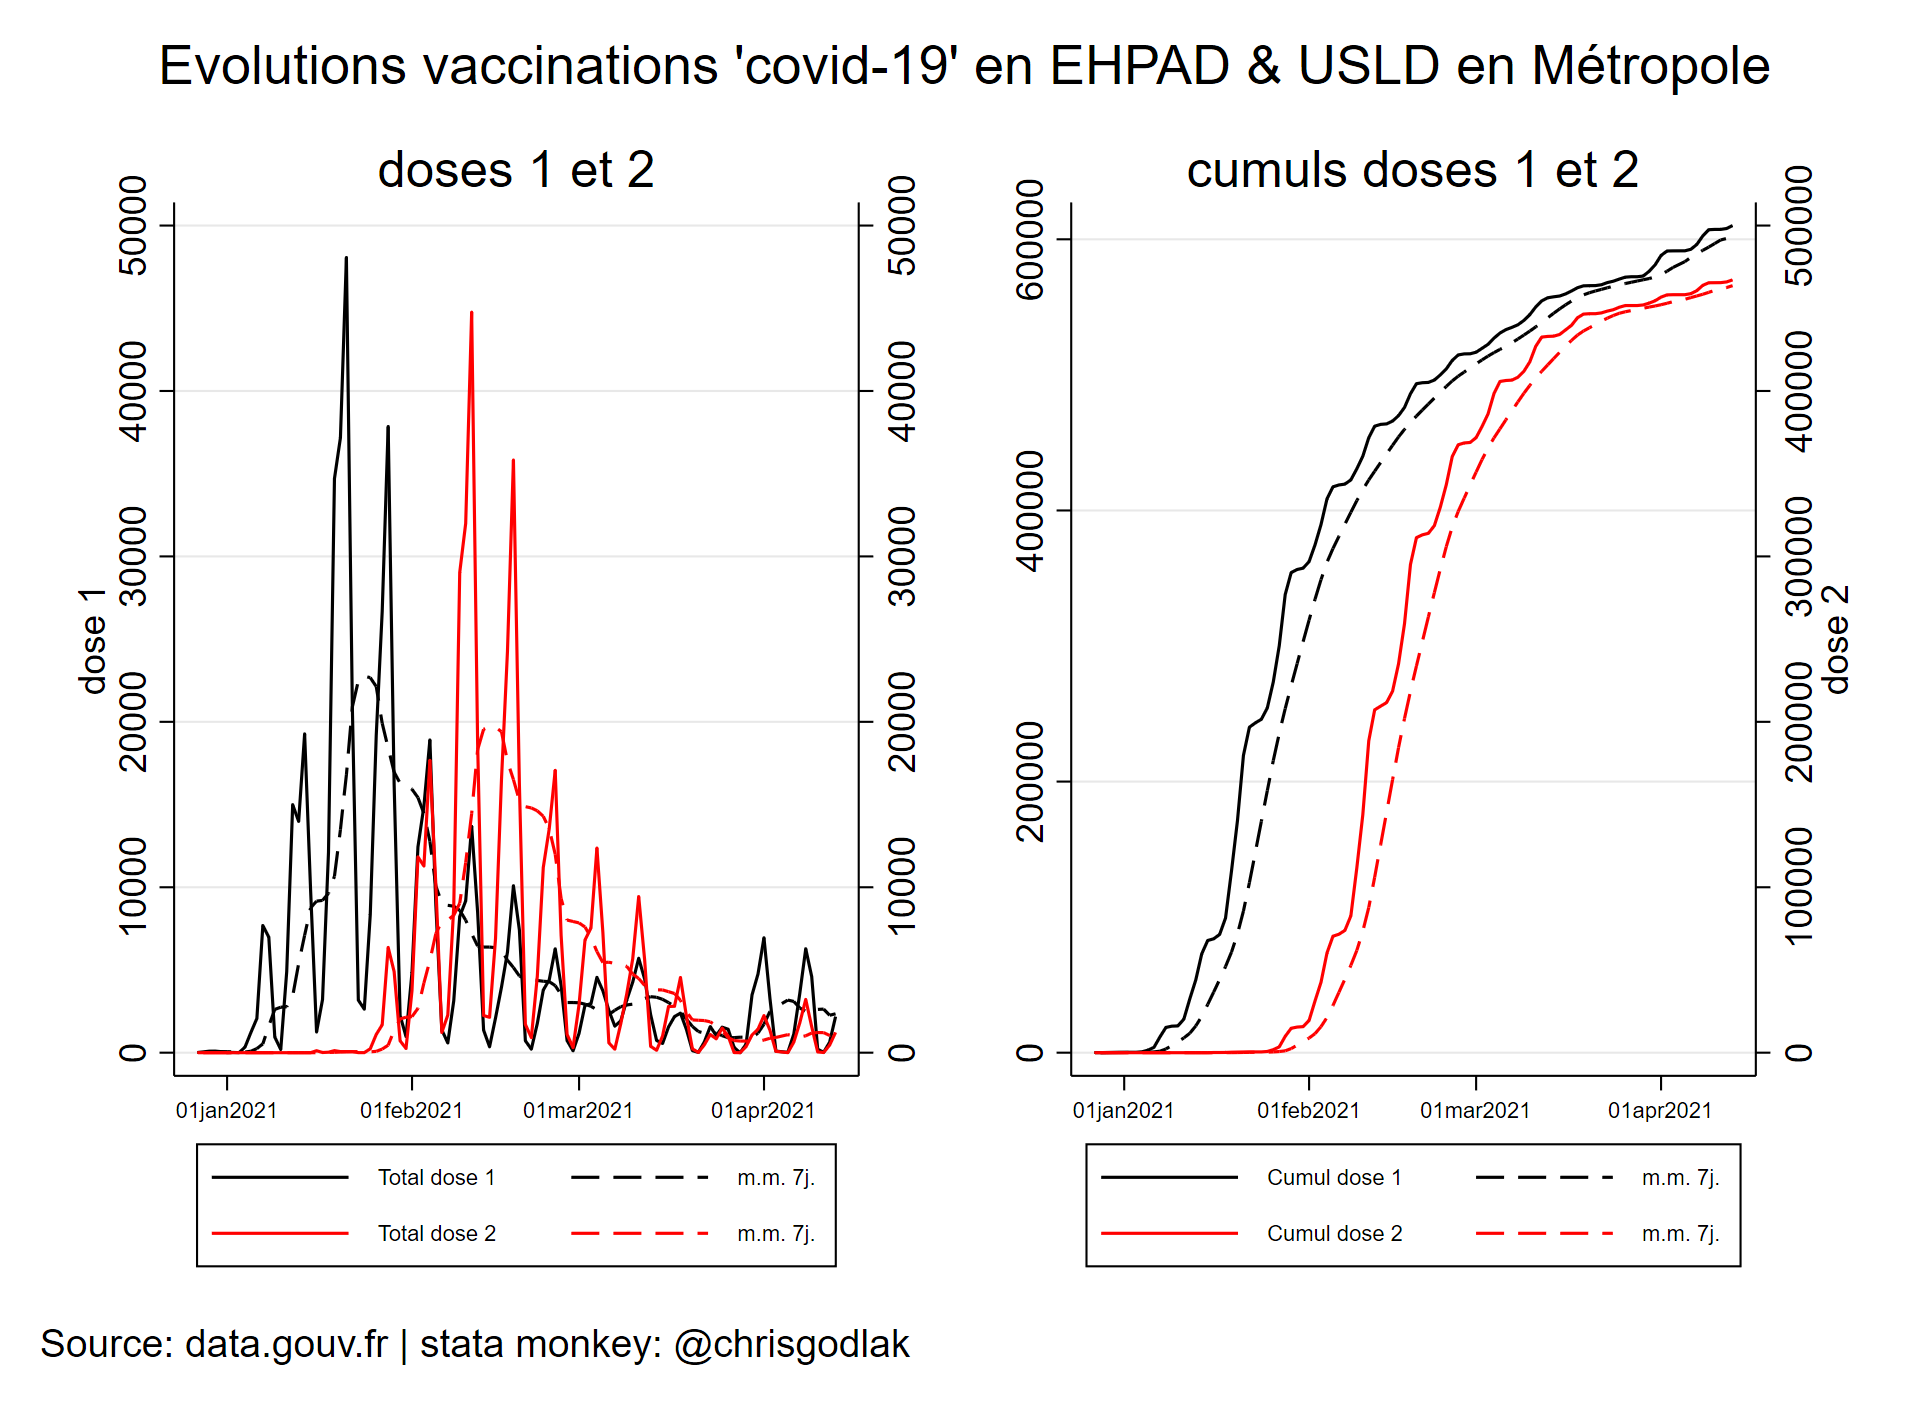 Evolutions vaccinations 'covid-19' en EHPAD & USLD en Métropole
doses 1 et 2
dose 1
50000
40000
30000
20000
10000
0
50000
40000
30000
20000
10000
0
01jan2021 01feb2021 01mar2021 01apr2021
Total dose 1 m.m. 7j.
Total dose 2 m.m. 7j.
cumuls doses 1 et 2
600000
400000
200000
0
500000
400000
300000
200000
100000
0
dose 2
01jan2021 01feb2021 01mar2021 01apr2021
Cumul dose 1 m.m. 7j.
Cumul dose 2 m.m. 7j.
Source: data.gouv.fr | stata monkey: @chrisgodlak